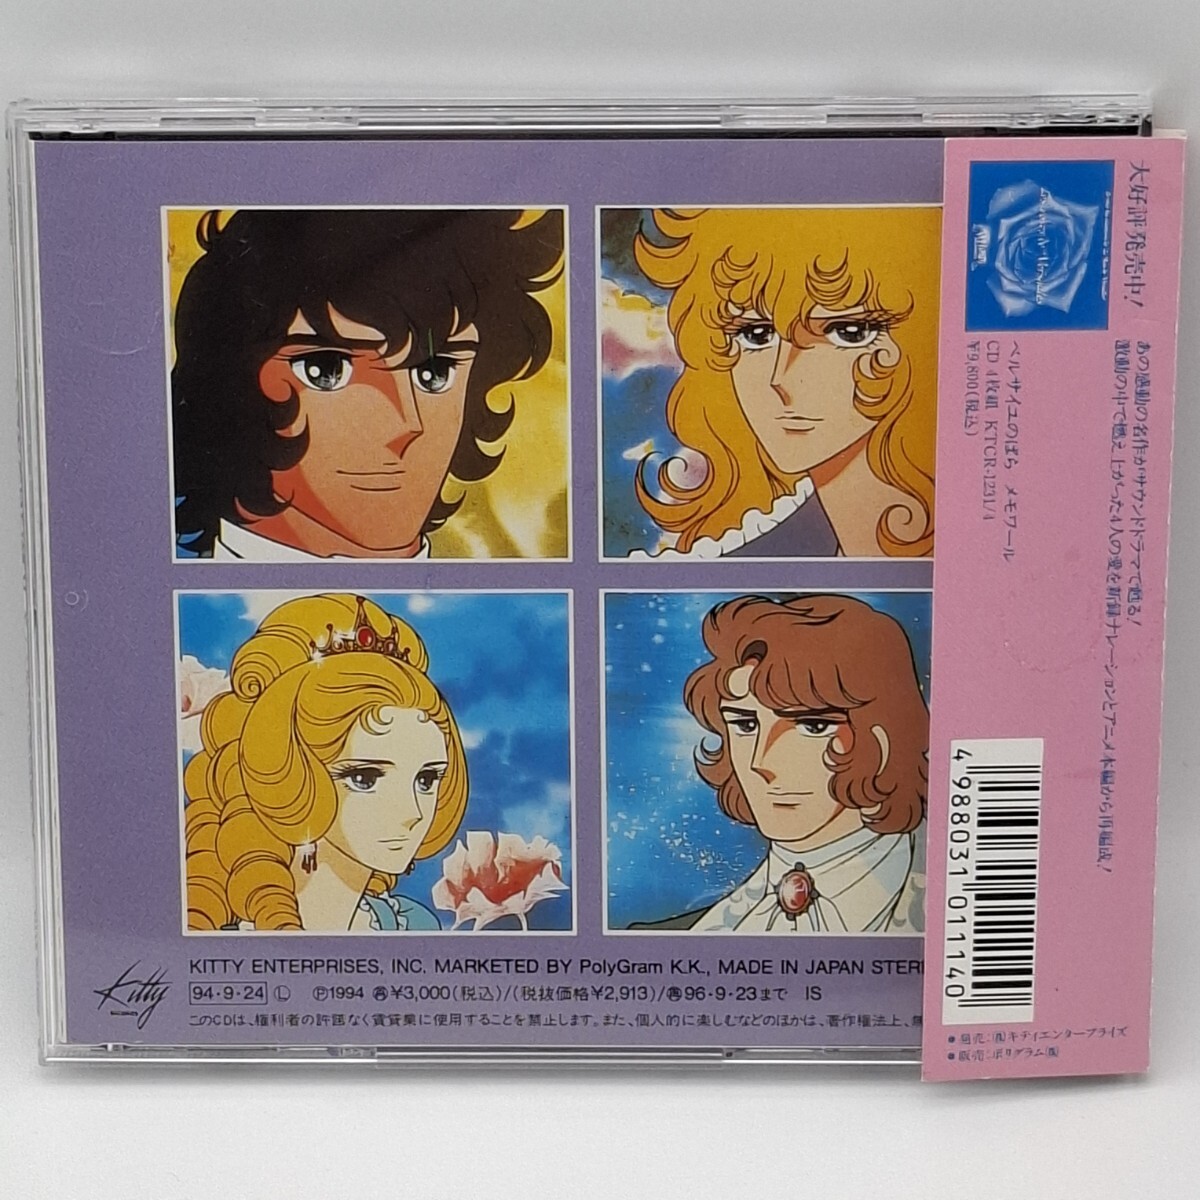 大好評発売中!
あの感動の名作がサウンドドラマで甦る!
激動の中で燃え上がった4人の愛を新録ナレーションとアニメ本編から再編成!
ベルサイユのばら メモワール
CD 4枚組 KTCR-1231/4
¥9,800(税込)
4 988031 011140
●発売:㈱キティエンタープライズ
●販売:ポリグラム㈱
Kitty
KITTY ENTERPRISES, INC. MARKETED BY PolyGram K.K., MADE IN JAPAN STER
94・9・24 Ⓛ Ⓟ1994 ¥3,000(税込)/(税抜価格¥2,913)/96・9・23まで IS
このCDは、権利者の許諾なく賃貸業に使用することを禁止します。また、個人的に楽しむなどのほかは、著作権法上、無